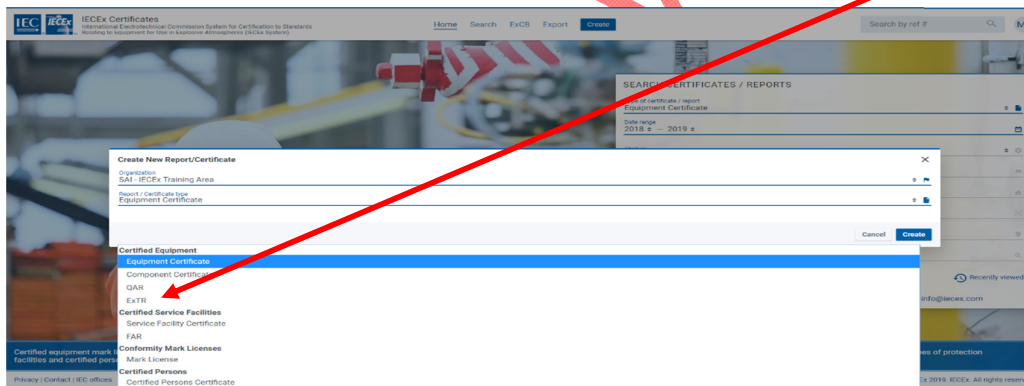 IEC IECEx IECEx Certificates
International Electrotechnical Commission System for Certification to Standards
Relating to Equipment for Use in Explosive Atmospheres (IECEx System)
Home Search ExCB Export Create
Search by ref #
SEARCH CERTIFICATES / REPORTS
Type of certificate / report
Equipment Certificate
Date range
2018 – 2019
Create New Report/Certificate
Organization
SAI - IECEx Training Area
Report / Certificate type
Equipment Certificate
Cancel Create
Certified Equipment
Equipment Certificate
Component Certificate
QAR
ExTR
Certified Service Facilities
Service Facility Certificate
FAR
Conformity Mark Licenses
Mark License
Certified Persons
Certified Persons Certificate
Recently viewed
info@iecex.com
Certified equipment mark
facilities and certified
es of protection
Privacy | Contact | IEC offices
2019 IECEx. All rights